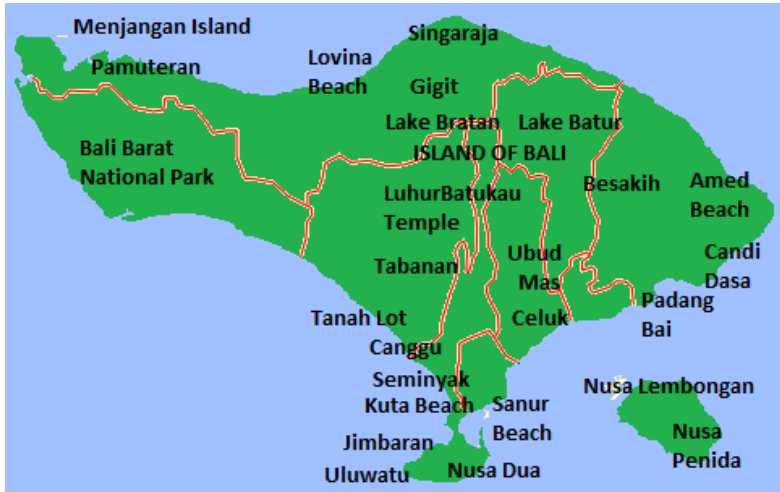 Menjangan Island
Singaraja
Lovina
Beach
Pamuteran
Gigit
Lake Bratan
Lake Batur
Bali Barat
National Park
ISLAND OF BALI
Besakih
Amed
Beach
LuhurBatukau
Temple
Ubud
Mas
Candi
Dasa
Tabanan
Padang
Bai
Tanah Lot
Celuk
Canggu
Seminyak
Kuta Beach
Sanur
Beach
Nusa Lembongan
Nusa
Penida
Jimbaran
Uluwatu
Nusa Dua